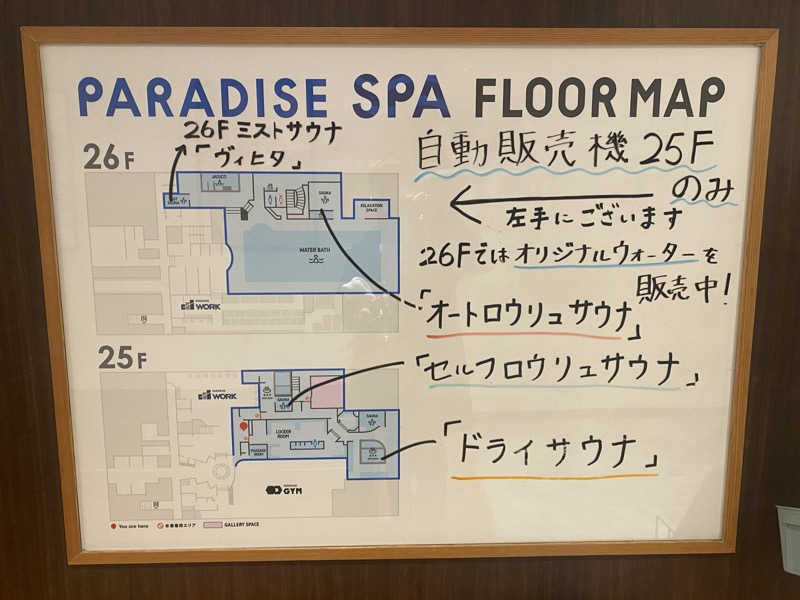 PARADISE SPA FLOOR MAP
26F ミストサウナ
「ヴィヒタ」
自動販売機 25F
のみ
左手にございます
26Fではオリジナルウォーターを
販売中!
「オートロウリュサウナ」
「セルフロウリュサウナ」
「ドライサウナ」
26F
JACUZZI
SAUNA
RELAXATION
SPACE
WATER BATH
WORK
25F
WORK
SAUNA
SAUNA
LOCKER
ROOM
GYM
You are here
GALLERY SPACE